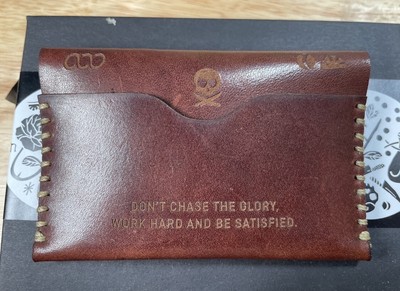 DON'T CHASE THE GLORY,
WORK HARD AND BE SATISFIED.